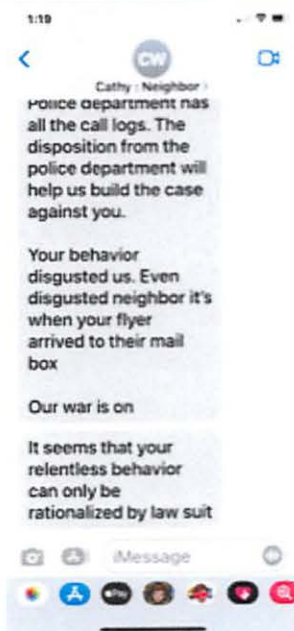 1:19
CW
Cathy : Neighbor
Police department has
all the call logs. The
disposition from the
police department will
help us build the case
against you.
Your behavior
disgusted us. Even
disgusted neighbor it's
when your flyer
arrived to their mail
box
Our war is on
It seems that your
relentless behavior
can only be
rationalized by law suit
iMessage